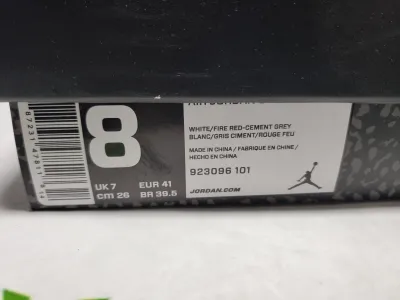 8
WHITE/FIRE RED-CEMENT GREY
BLANC/GRIS CIMENT/ROUGE FEU
MADE IN CHINA / FABRIQUE EN CHINE /
HECHO EN CHINA
UK 7 EUR 41
cm 26 BR 39.5
923096 101
JORDAN.COM